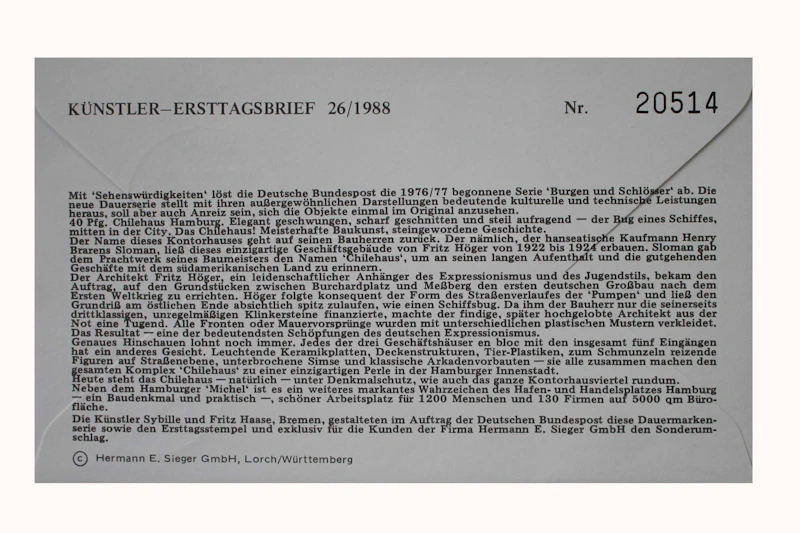 KÜNSTLER–ERSTTAGSBRIEF 26/1988
Nr. 20514
Mit ‘Sehenswürdigkeiten‘ löst die Deutsche Bundespost die 1976/77 begonnene Serie ‘Burgen und Schlösser‘ ab. Die
neue Dauerserie stellt mit ihren außergewöhnlichen Darstellungen bedeutende kulturelle und technische Leistungen
heraus, soll aber auch Anreiz sein, sich die Objekte einmal im Original anzusehen.
40 Pfg. Chilehaus Hamburg. Elegant geschwungen, scharf geschnitten und steil aufragend — der Bug eines Schiffes,
mitten in der City. Das Chilehaus! Meisterhafte Baukunst, steingewordene Geschichte.
Der Name dieses Kontorhauses geht auf seinen Bauherren zurück. Der nämlich, der hanseatische Kaufmann Henry
Brarens Sloman, ließ dieses einzigartige Geschäftsgebäude von Fritz Höger von 1922 bis 1924 erbauen. Sloman gab
dem Prachtwerk seines Baumeisters den Namen ‘Chilehaus‘, um an seinen langen Aufenthalt und die gutgehenden
Geschäfte mit dem südamerikanischen Land zu erinnern.
Der Architekt Fritz Höger, ein leidenschaftlicher Anhänger des Expressionismus und des Jugendstils, bekam den
Auftrag, auf den Grundstücken zwischen Burchardplatz und Meßberg den ersten deutschen Großbau nach dem
Ersten Weltkrieg zu errichten. Höger folgte konsequent der Form des Straßenverlaufes der ‘Pumpen‘ und ließ den
Grundriß am östlichen Ende absichtlich spitz zulaufen, wie einen Schiffsbug. Da ihm der Bauherr nur die seinerseits
drittklassigen, unregelmäßigen Klinkersteine finanzierte, machte der findige, später hochgelobte Architekt aus der
Not eine Tugend. Alle Fronten oder Mauervorsprünge wurden mit unterschiedlichen plastischen Mustern verkleidet.
Das Resultat — eine der bedeutendsten Schöpfungen des deutschen Expressionismus.
Genaues Hinschauen lohnt noch immer. Jedes der drei Geschäftshäuser en bloc mit den insgesamt fünf Eingängen
hat ein anderes Gesicht. Leuchtende Keramikplatten, Deckenstrukturen, Tier-Plastiken, zum Schmunzeln reizende
Figuren auf Straßenebene, unterbrochene Simse und klassische Arkadenvorbauten — sie alle zusammen machen den
gesamten Komplex ‘Chilehaus‘ zu einer einzigartigen Perle in der Hamburger Innenstadt.
Heute steht das Chilehaus — natürlich — unter Denkmalschutz, wie auch das ganze Kontorhausviertel rundum.
Neben dem Hamburger ‘Michel‘ ist es ein weiteres markantes Wahrzeichen des Hafen- und Handelsplatzes Hamburg
— ein Baudenkmal und praktisch —, schöner Arbeitsplatz für 1200 Menschen und 130 Firmen auf 5000 qm Büro-
fläche.
Die Künstler Sybille und Fritz Haase, Bremen, gestalteten im Auftrag der Deutschen Bundespost diese Dauermarken-
serie sowie den Ersttagsstempel und exklusiv für die Kunden der Firma Hermann E. Sieger GmbH den Sonderum-
schlag.
© Hermann E. Sieger GmbH, Lorch/Württemberg